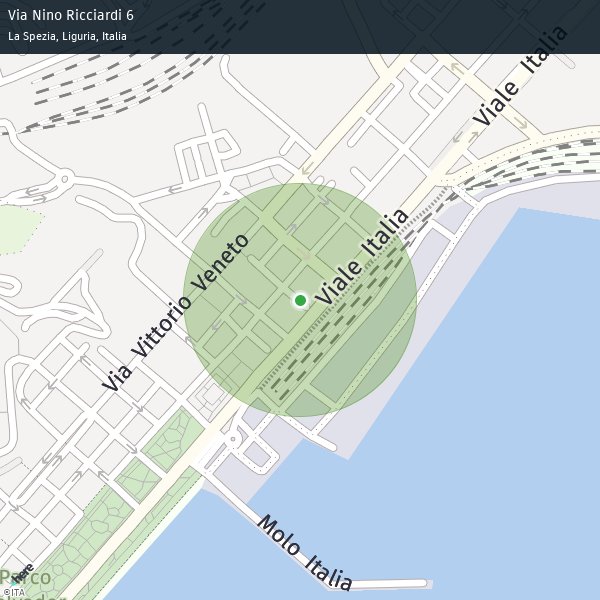 Via Nino Ricciardi 6
La Spezia, Liguria, Italia
Viale Italia
Viale Italia
Via Vittorio Veneto
Molo Italia
Parco
here
©ITA